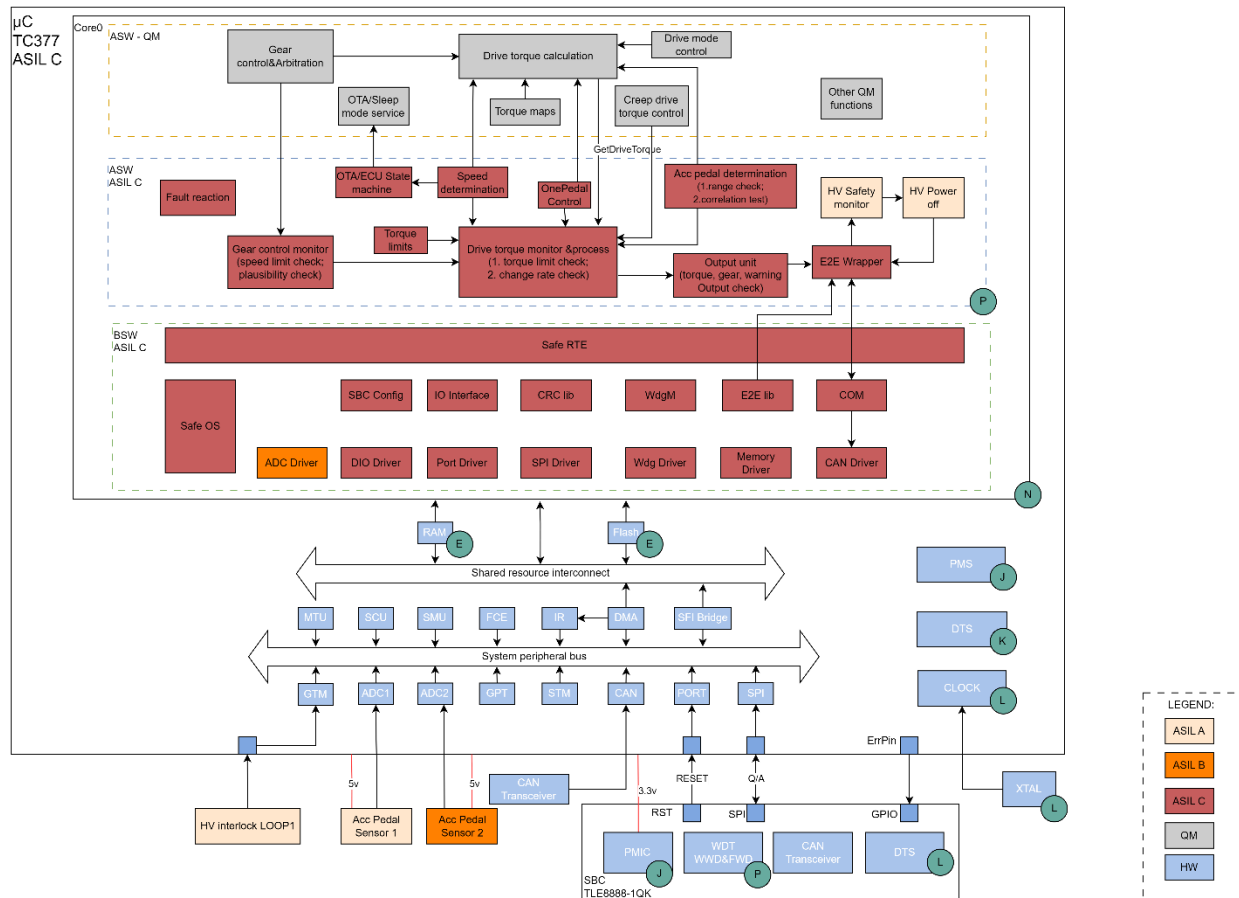 µC
TC377
ASIL C
Core0
ASW - QM
Gear
control&Arbitration
Drive torque calculation
Drive mode
control
OTA/Sleep
mode service
Torque maps
Creep drive
torque control
Other QM
functions
GetDriveTorque
ASW
ASIL C
Fault reaction
OTA/ECU State
machine
Speed
determination
OnePedal
Control
Acc pedal determination
(1.range check;
2.correlation test)
HV Safety
monitor
HV Power
off
Gear control monitor
(speed limit check;
plausibility check)
Torque
limits
Drive torque monitor &process
(1. torque limit check;
2. change rate check)
Output unit
(torque, gear, warning
Output check)
E2E Wrapper
P
BSW
ASIL C
Safe RTE
Safe OS
SBC Config
IO Interface
CRC lib
WdgM
E2E lib
COM
ADC Driver
DIO Driver
Port Driver
SPI Driver
Wdg Driver
Memory
Driver
CAN Driver
N
RAM
E
Flash
E
Shared resource interconnect
PMS
J
MTU
SCU
SMU
FCE
IR
DMA
SFI Bridge
DTS
K
System peripheral bus
GTM
ADC1
ADC2
GPT
STM
CAN
PORT
SPI
CLOCK
L
ErrPin
5v
5v
CAN
Transceiver
3.3v
RESET
Q/A
XTAL
L
HV interlock LOOP1
Acc Pedal
Sensor 1
Acc Pedal
Sensor 2
RST
SPI
GPIO
PMIC
J
WDT
WWD&FWD
P
CAN
Transceiver
DTS
L
SBC
TLE8888-1QK
LEGEND:
ASIL A
ASIL B
ASIL C
QM
HW